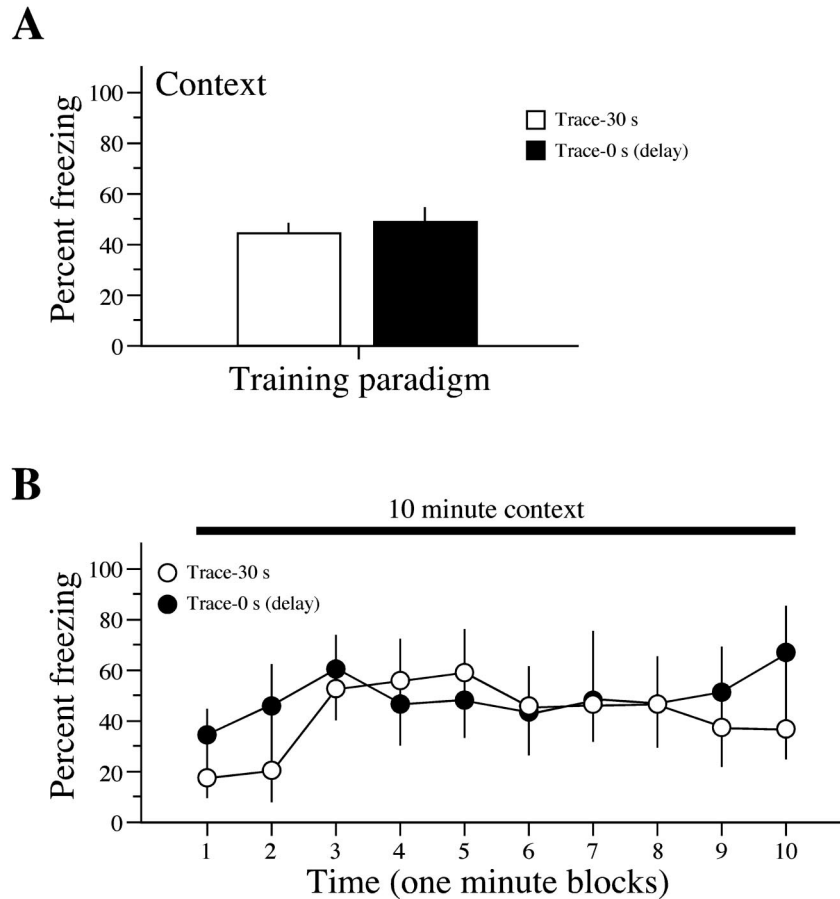 A
Context
Percent freezing
100
80
60
40
20
0
Trace-30 s
Trace-0 s (delay)
Training paradigm
B
10 minute context
Percent freezing
100
80
60
40
20
0
Trace-30 s
Trace-0 s (delay)
1 2 3 4 5 6 7 8 9 10
Time (one minute blocks)